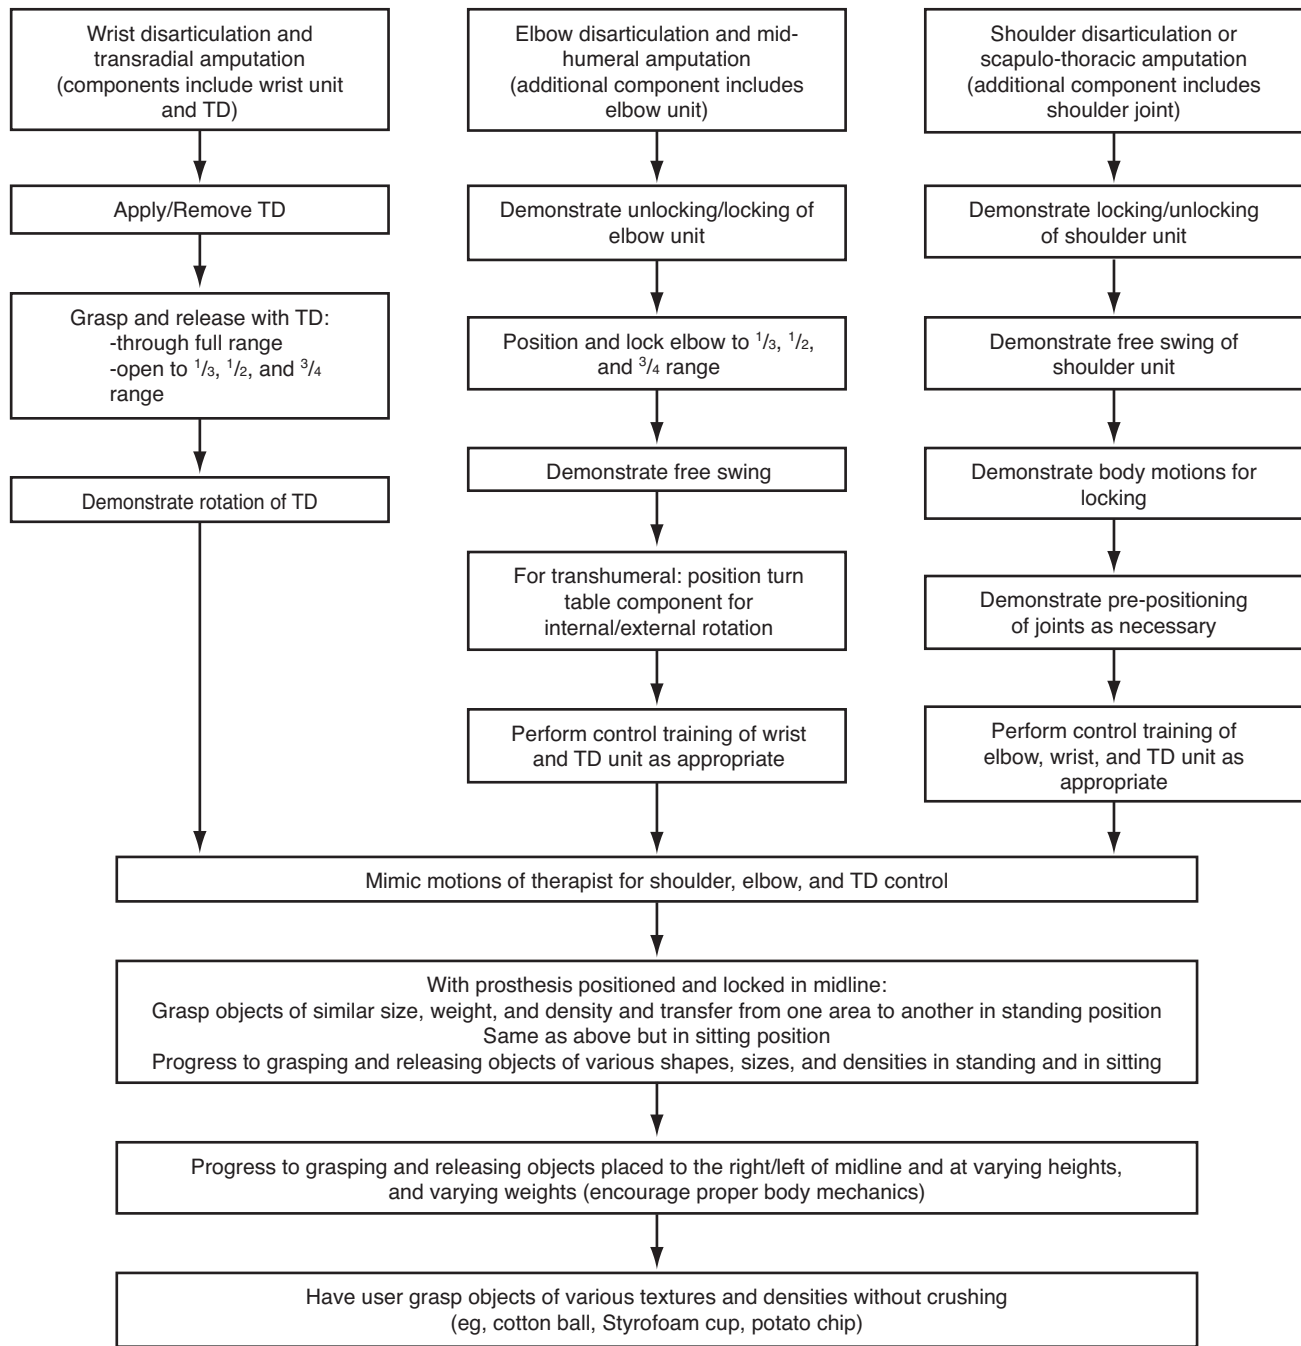 Wrist disarticulation and
transradial amputation
(components include wrist unit
and TD)
Apply/Remove TD
Grasp and release with TD:
-through full range
-open to 1/3, 1/2, and 3/4
range
Demonstrate rotation of TD
Elbow disarticulation and mid-
humeral amputation
(additional component includes
elbow unit)
Demonstrate unlocking/locking of
elbow unit
Position and lock elbow to 1/3, 1/2,
and 3/4 range
Demonstrate free swing
For transhumeral: position turn
table component for
internal/external rotation
Perform control training of wrist
and TD unit as appropriate
Shoulder disarticulation or
scapulo-thoracic amputation
(additional component includes
shoulder joint)
Demonstrate locking/unlocking
of shoulder unit
Demonstrate free swing of
shoulder unit
Demonstrate body motions for
locking
Demonstrate pre-positioning
of joints as necessary
Perform control training of
elbow, wrist, and TD unit as
appropriate
Mimic motions of therapist for shoulder, elbow, and TD control
With prosthesis positioned and locked in midline:
Grasp objects of similar size, weight, and density and transfer from one area to another in standing position
Same as above but in sitting position
Progress to grasping and releasing objects of various shapes, sizes, and densities in standing and in sitting
Progress to grasping and releasing objects placed to the right/left of midline and at varying heights,
and varying weights (encourage proper body mechanics)
Have user grasp objects of various textures and densities without crushing
(eg, cotton ball, Styrofoam cup, potato chip)